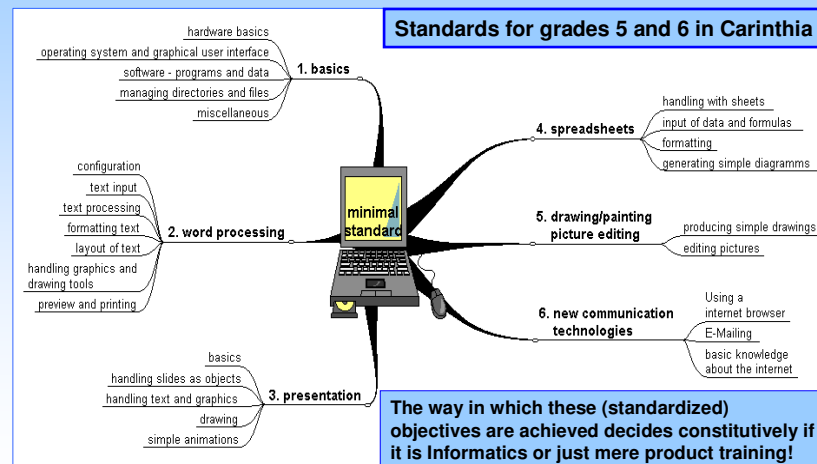 Standards for grades 5 and 6 in Carinthia
minimal
standard
1. basics
hardware basics
operating system and graphical user interface
software - programs and data
managing directories and files
miscellaneous
2. word processing
configuration
text input
text processing
formatting text
layout of text
handling graphics and
drawing tools
preview and printing
3. presentation
basics
handling slides as objects
handling text and graphics
drawing
simple animations
4. spreadsheets
handling with sheets
input of data and formulas
formatting
generating simple diagramms
5. drawing/painting
picture editing
producing simple drawings
editing pictures
6. new communication
technologies
Using a
internet browser
E-Mailing
basic knowledge
about the internet
The way in which these (standardized)
objectives are achieved decides constitutively if
it is Informatics or just mere product training!